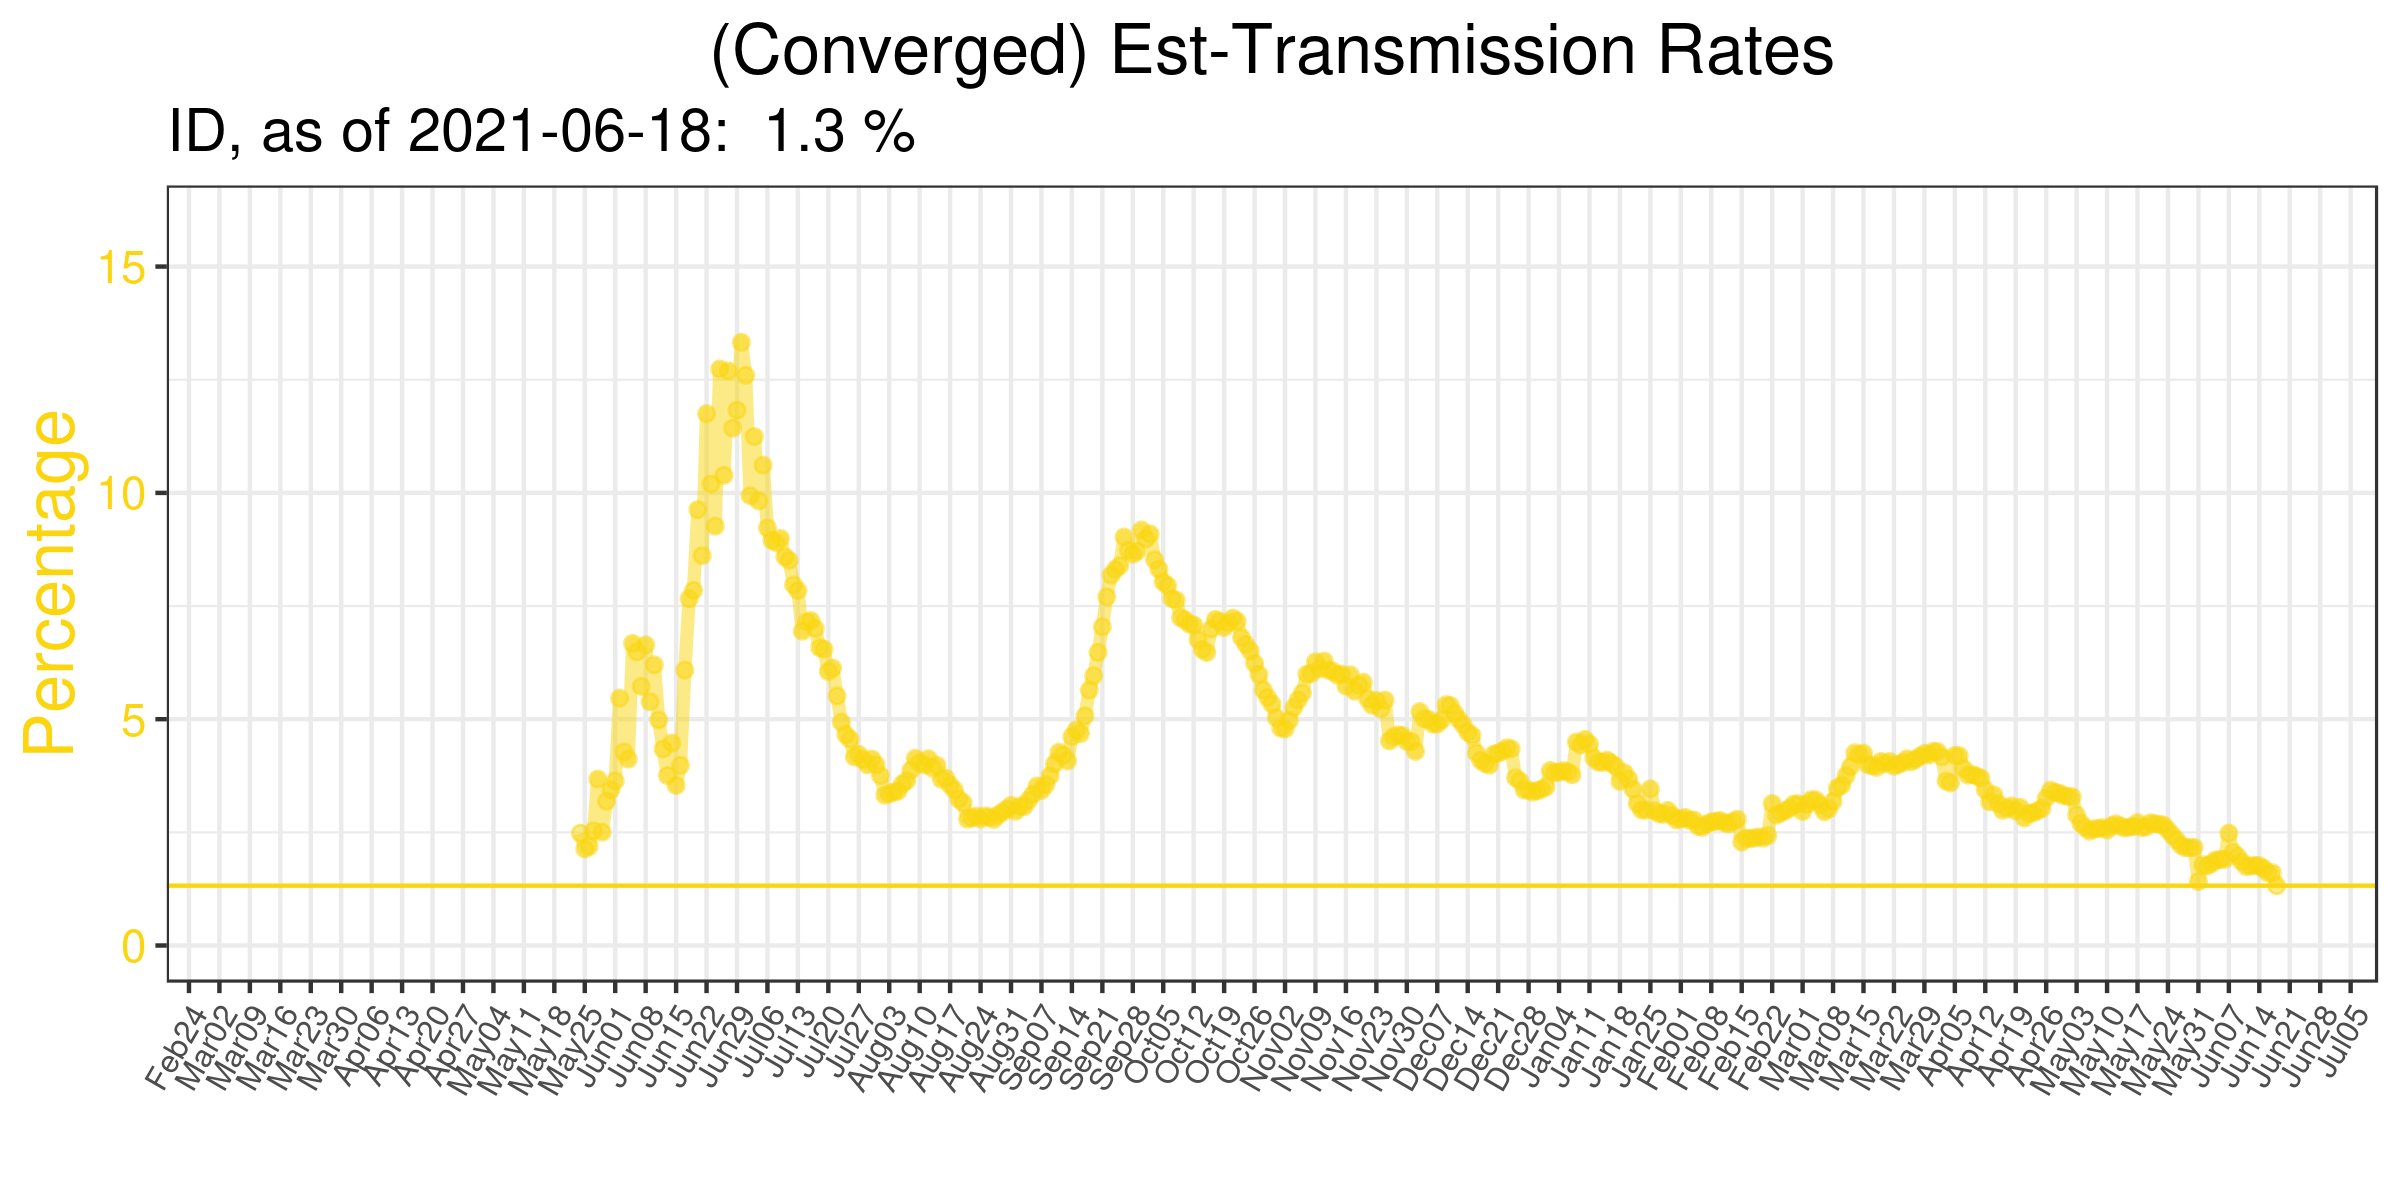 (Converged) Est-Transmission Rates
ID, as of 2021-06-18:  1.3 %
Percentage
15
10
5
0
Feb24
Mar02
Mar09
Mar16
Mar23
Mar30
Apr06
Apr13
Apr20
Apr27
May04
May11
May18
May25
Jun01
Jun08
Jun15
Jun22
Jun29
Jul06
Jul13
Jul20
Jul27
Aug03
Aug10
Aug17
Aug24
Aug31
Sep07
Sep14
Sep21
Sep28
Oct05
Oct12
Oct19
Oct26
Nov02
Nov09
Nov16
Nov23
Nov30
Dec07
Dec14
Dec21
Dec28
Jan04
Jan11
Jan18
Jan25
Feb01
Feb08
Feb15
Feb22
Mar01
Mar08
Mar15
Mar22
Mar29
Apr05
Apr12
Apr19
Apr26
May03
May10
May17
May24
May31
Jun07
Jun14
Jun21
Jun28
Jul05